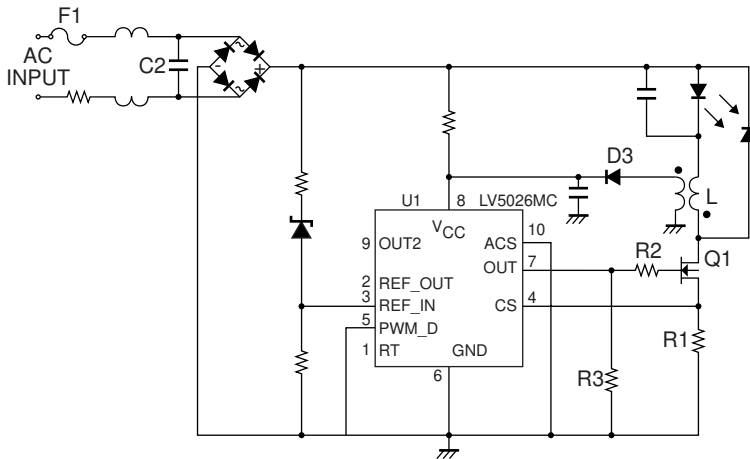 F1
AC
INPUT
C2
-
~
+
~
D3
L
U1
8
LV5026MC
VCC
10
9
OUT2
ACS
7
OUT
R2
Q1
2
REF_OUT
3
REF_IN
CS
4
5
PWM_D
R1
1
RT
GND
6
R3